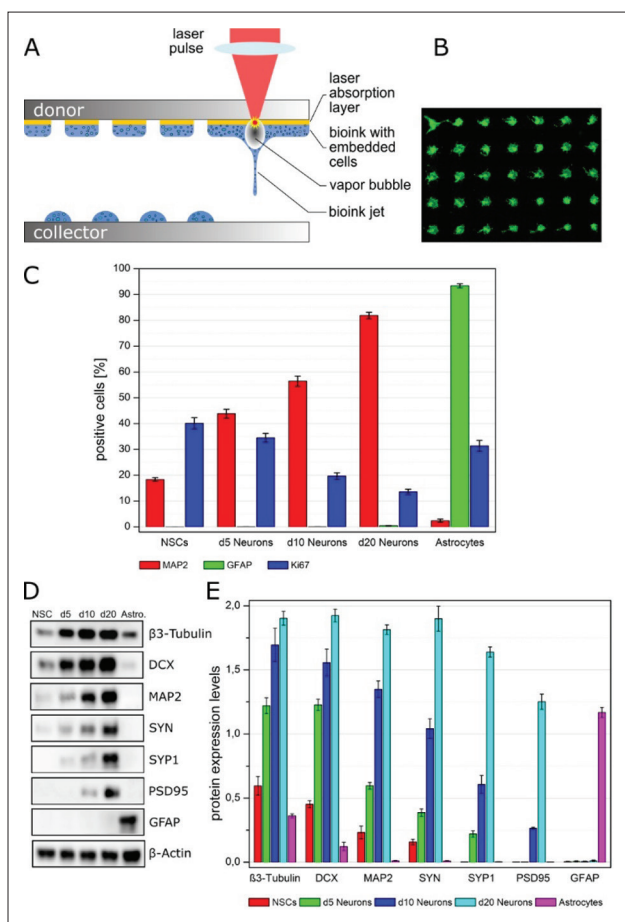 A
laser
pulse
donor
laser
absorption
layer
bioink with
embedded
cells
vapor bubble
bioink jet
collector
B
C
positive cells [%]
100
90
80
70
60
50
40
30
20
10
0
NSCs d5 Neurons d10 Neurons d20 Neurons Astrocytes
MAP2 GFAP Ki67
D
NSC d5 d10 d20 Astro.
β3-Tubulin
DCX
MAP2
SYN
SYP1
PSD95
GFAP
β-Actin
E
protein expression levels
2,0
1,5
1,0
0,5
0,0
ß3-Tubulin DCX MAP2 SYN SYP1 PSD95 GFAP
NSCs d5 Neurons d10 Neurons d20 Neurons Astrocytes